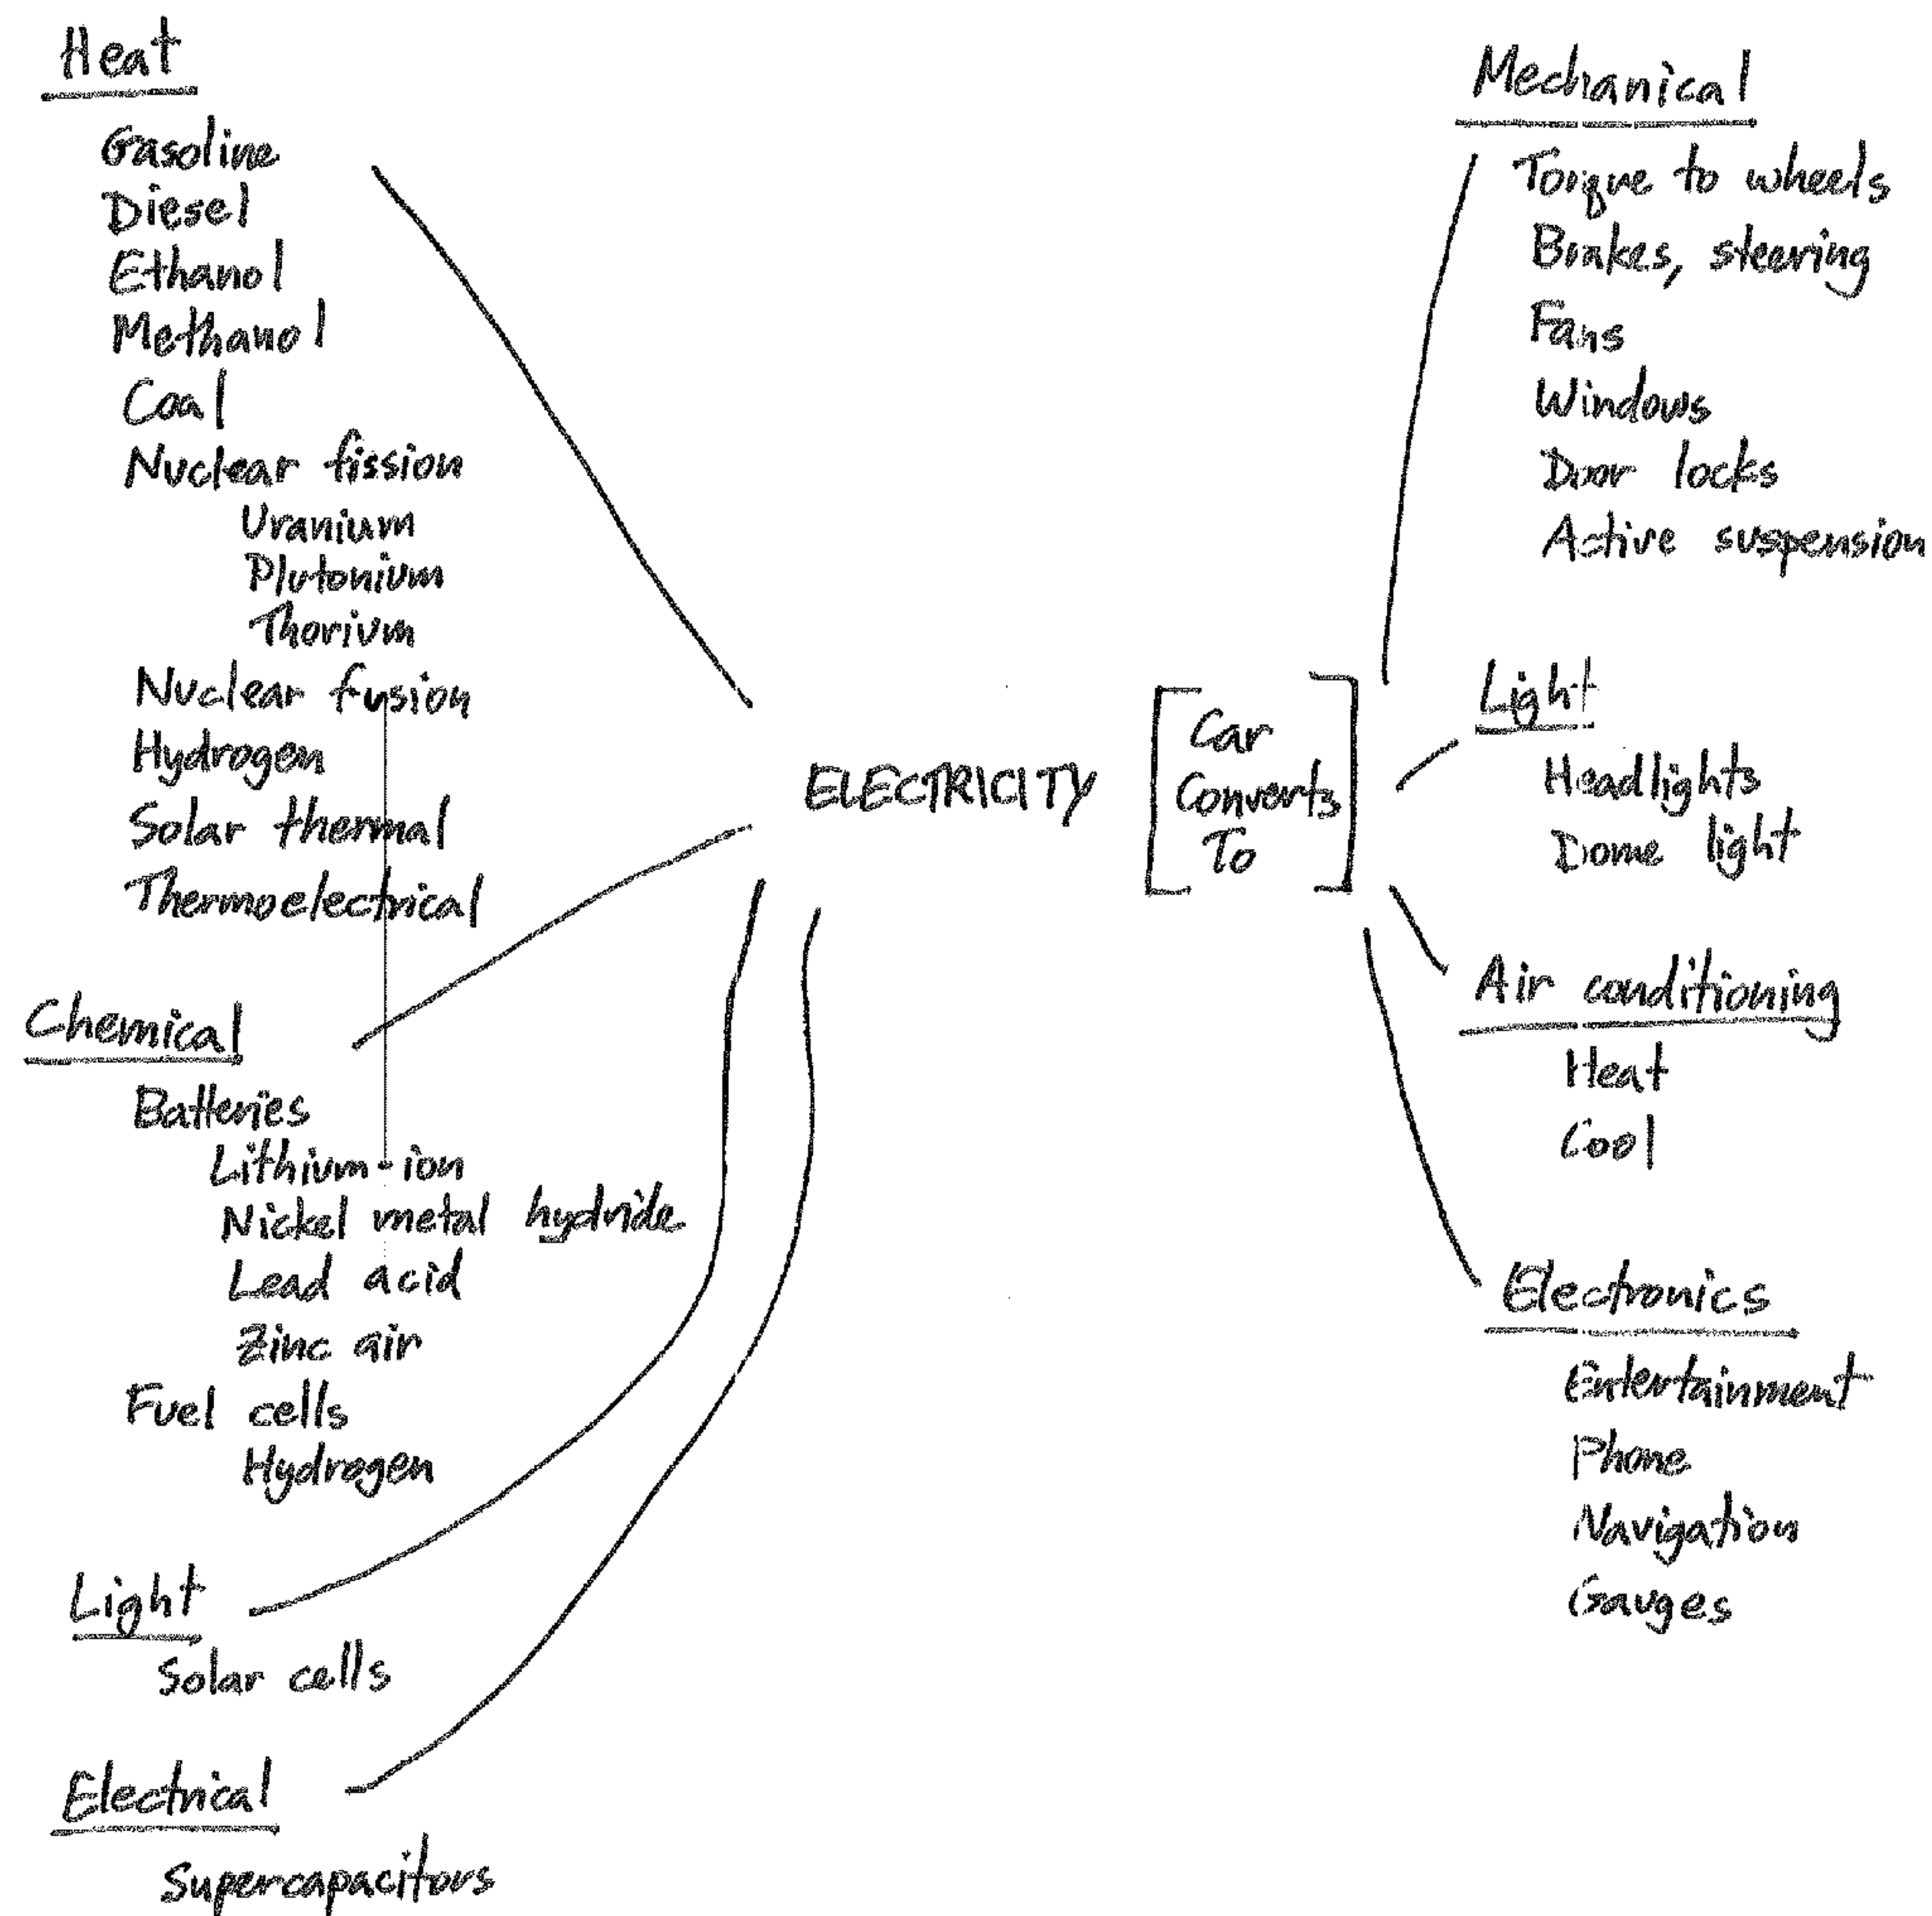 Heat
Gasoline
Diesel
Ethanol
Methanol
Coal
Nuclear fission
Uranium
Plutonium
Thorium
Nuclear fusion
Hydrogen
Solar thermal
Thermoelectrical
Chemical
Batteries
Lithium-ion
Nickel metal hydride
Lead acid
Zinc air
Fuel cells
Hydrogen
Light
Solar cells
Electrical
Supercapacitors
ELECTRICITY
Car
Converts
To
Mechanical
Torque to wheels
Brakes, steering
Fans
Windows
Door locks
Active suspension
Light
Headlights
Dome light
Air conditioning
Heat
Cool
Electronics
Entertainment
Phone
Navigation
Gauges